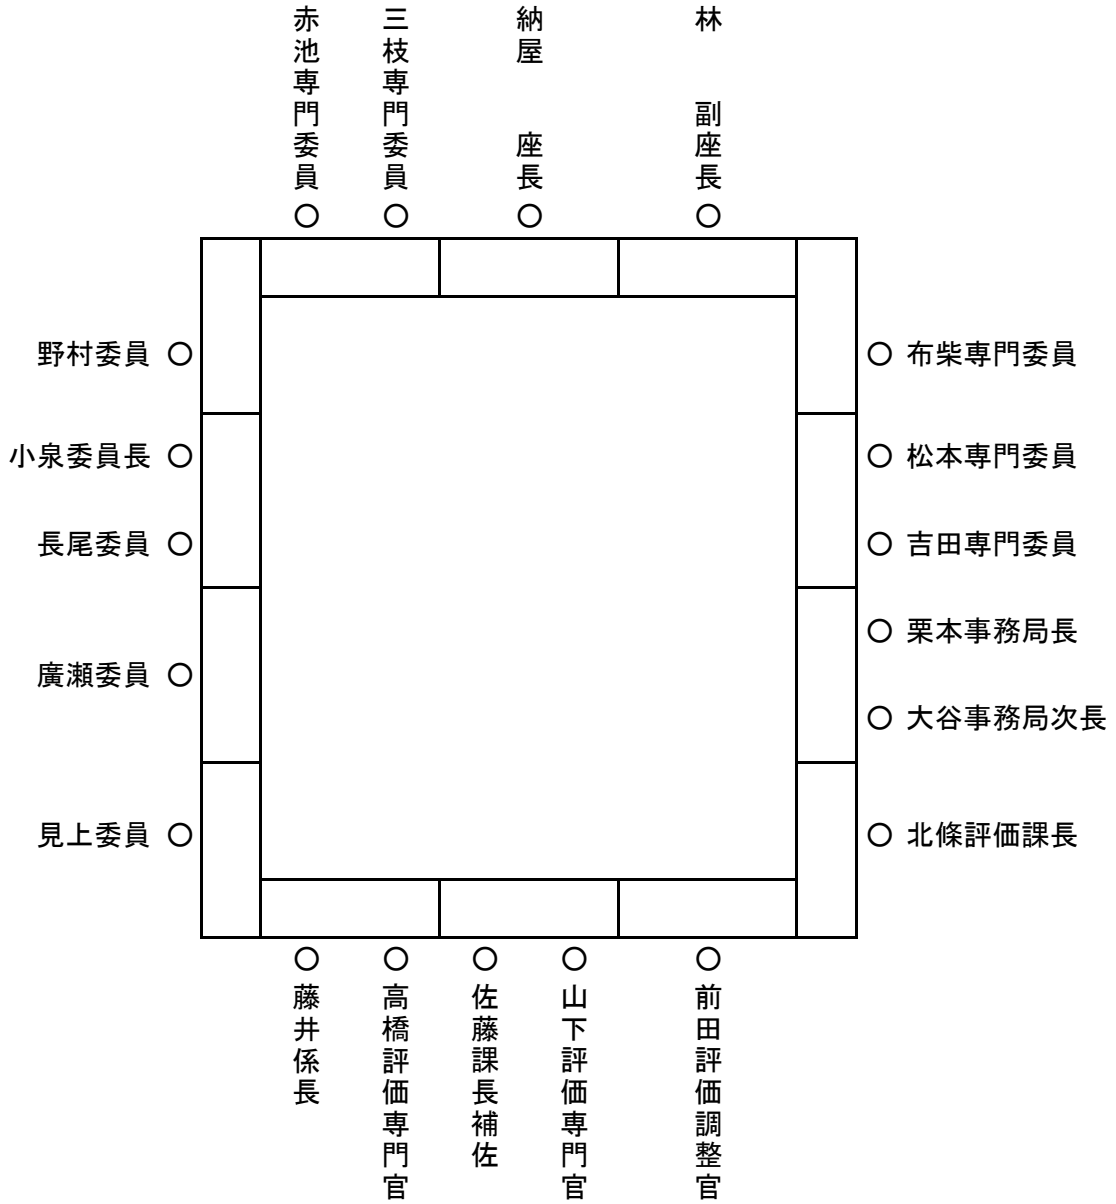 赤池専門委員
三枝専門委員
納屋 座長
林 副座長
野村委員
小泉委員長
長尾委員
廣瀬委員
見上委員
布柴専門委員
松本専門委員
吉田専門委員
栗本事務局長
大谷事務局次長
北條評価課長
藤井係長
高橋評価専門官
佐藤課長補佐
山下評価専門官
前田評価調整官